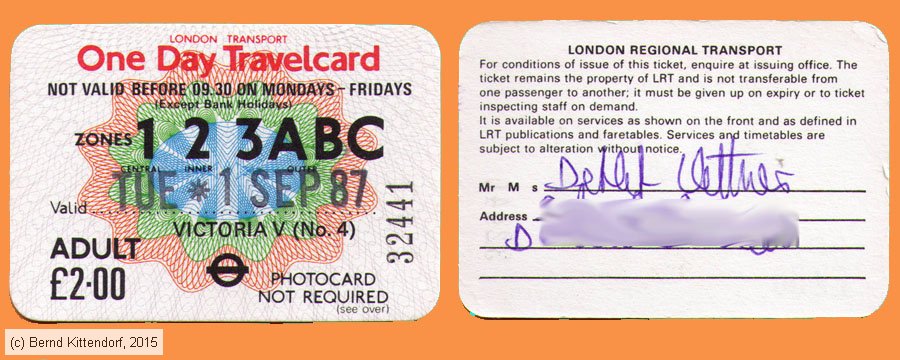 LONDON TRANSPORT
One Day Travelcard
NOT VALID BEFORE 09.30 ON MONDAYS – FRIDAYS
(Except Bank Holidays)
ZONES 1 2 3ABC
CENTRAL INNER OUTER
TUE ✷ 1 SEP 87
Valid
VICTORIA V (No. 4)
32441
ADULT
£2·00
PHOTOCARD
NOT REQUIRED
(see over)
LONDON REGIONAL TRANSPORT
For conditions of issue of this ticket, enquire at issuing office. The
ticket remains the property of LRT and is not transferable from
one passenger to another; it must be given up on expiry or to ticket
inspecting staff on demand.
It is available on services as shown on the front and as defined in
LRT publications and faretables. Services and timetables are
subject to alteration without notice.
Mr M s
Address
D
(c) Bernd Kittendorf, 2015